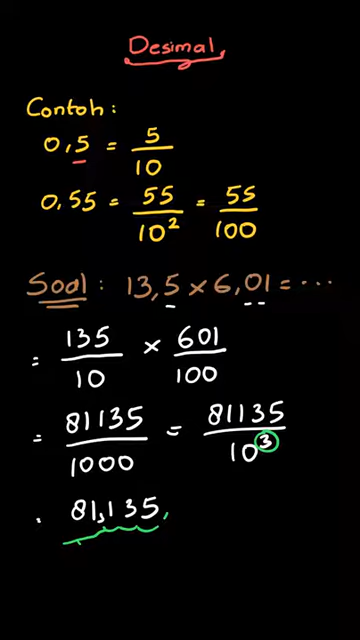 Desimal
Contoh :
0,5 = 5/10
0,55 = 55/10² = 55/100
Soal : 13,5 × 6,01 = ...
= 135/10 × 601/100
= 81135/1000 = 81135/10³
= 81,135